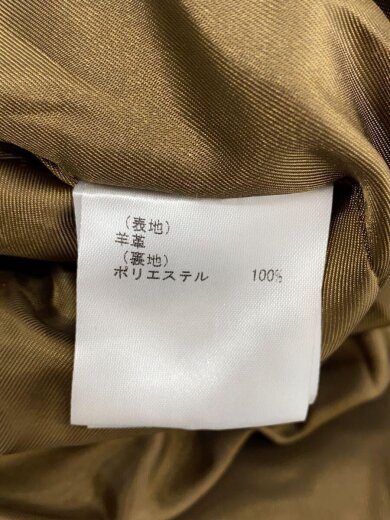 (表地)
羊革
(裏地)
ポリエステル 100%